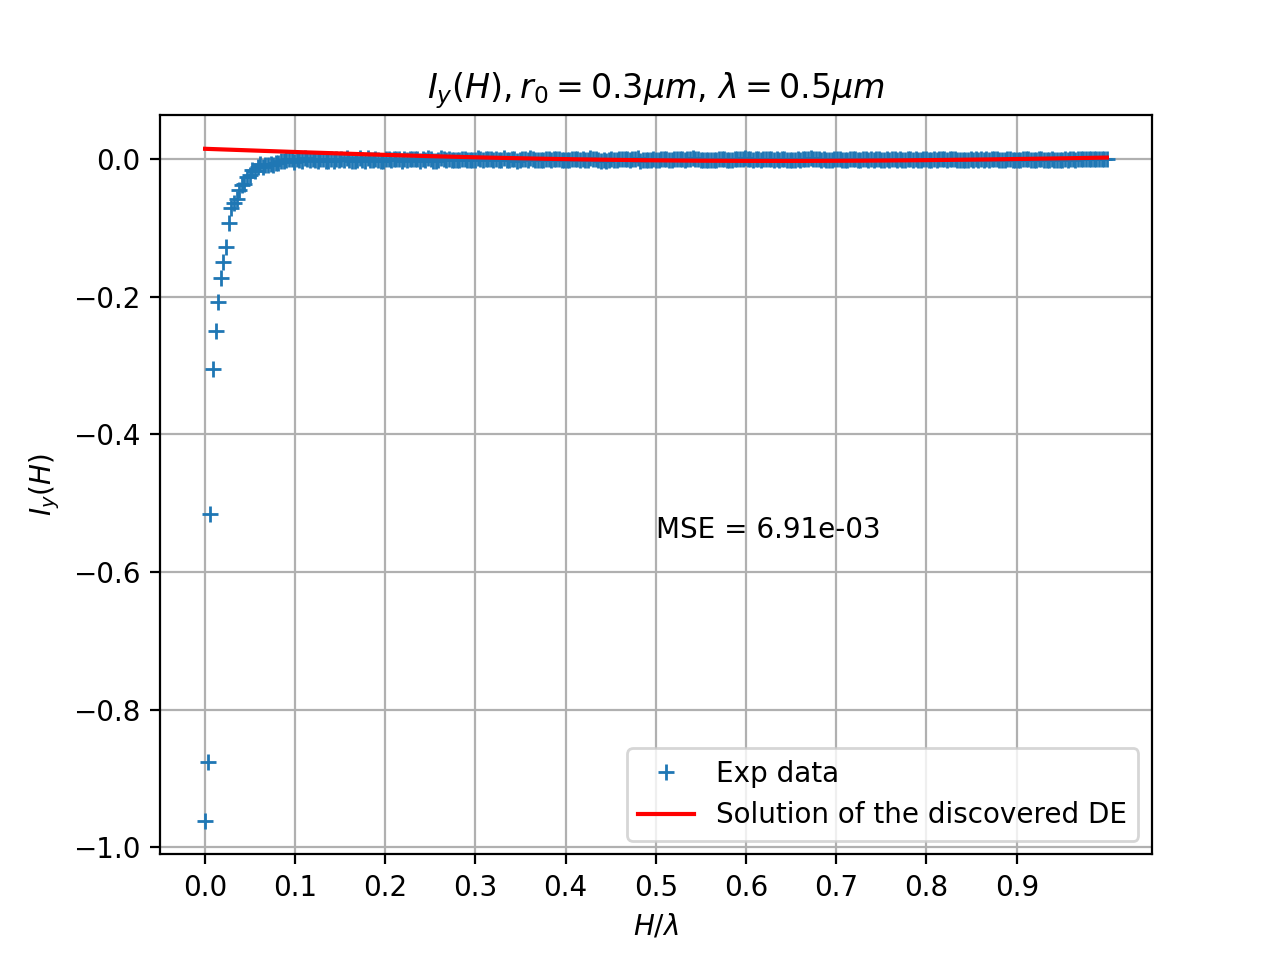 I_y(H), r_0 = 0.3μm, λ = 0.5μm
0.0
−0.2
−0.4
−0.6
−0.8
−1.0
I_y(H)
MSE = 6.91e-03
Exp data
Solution of the discovered DE
0.0 0.1 0.2 0.3 0.4 0.5 0.6 0.7 0.8 0.9
H/λ